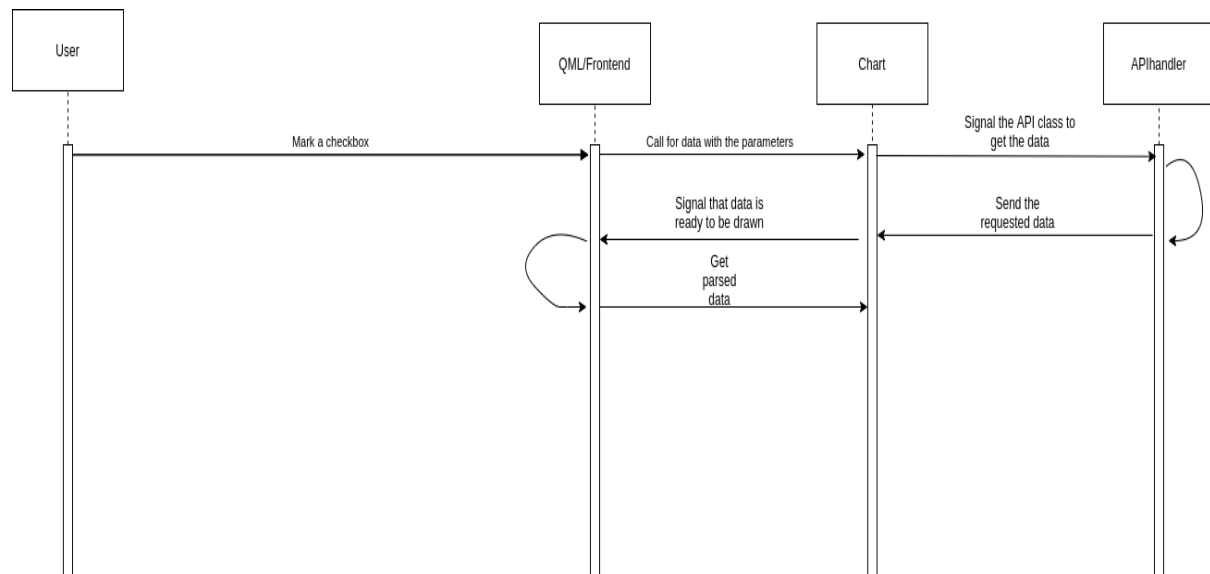 User
QML/Frontend
Chart
APIhandler
Mark a checkbox
Call for data with the parameters
Signal the API class to
get the data
Signal that data is
ready to be drawn
Send the
requested data
Get
parsed
data